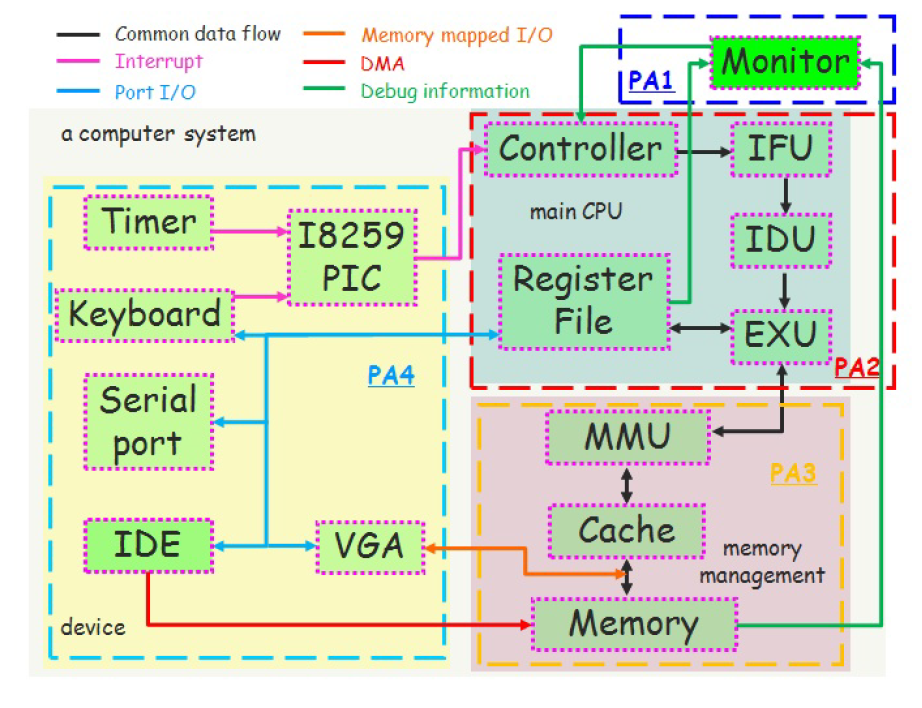 Common data flow
Interrupt
Port I/O
Memory mapped I/O
DMA
Debug information
PA1
Monitor
a computer system
Controller
IFU
main CPU
IDU
Register
File
EXU
PA2
Timer
I8259
PIC
Keyboard
PA4
Serial
port
IDE
VGA
device
MMU
PA3
Cache
memory
management
Memory